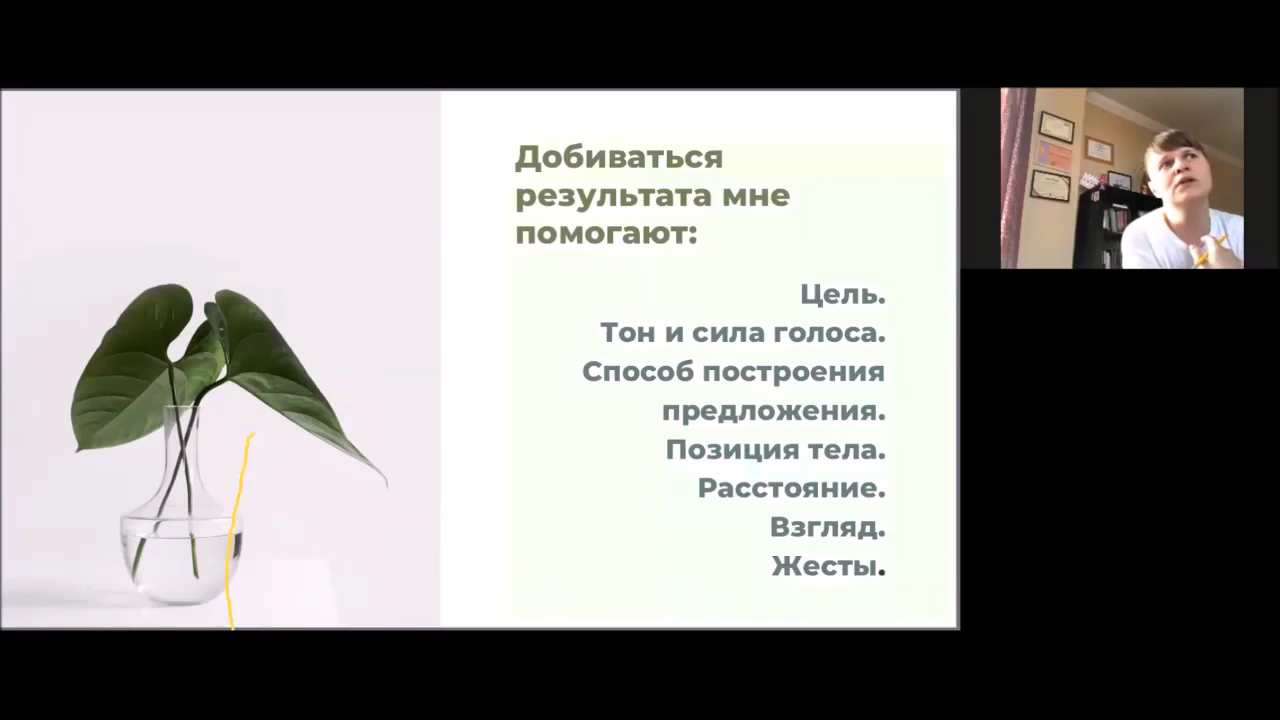 Добиваться
результата мне
помогают:
Цель.
Тон и сила голоса.
Способ построения
предложения.
Позиция тела.
Расстояние.
Взгляд.
Жесты.